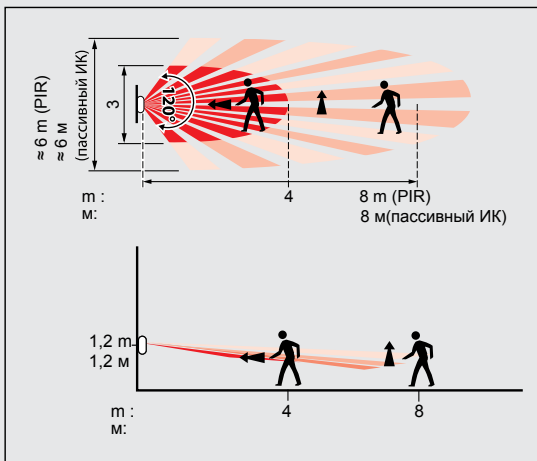 ≈ 6 m (PIR)
≈ 6 м
(пассивный ИК)
3
120°
m : 4 8 m (PIR)
м: 8 м(пассивный ИК)
1,2 m
1,2 м
m : 4 8
м: